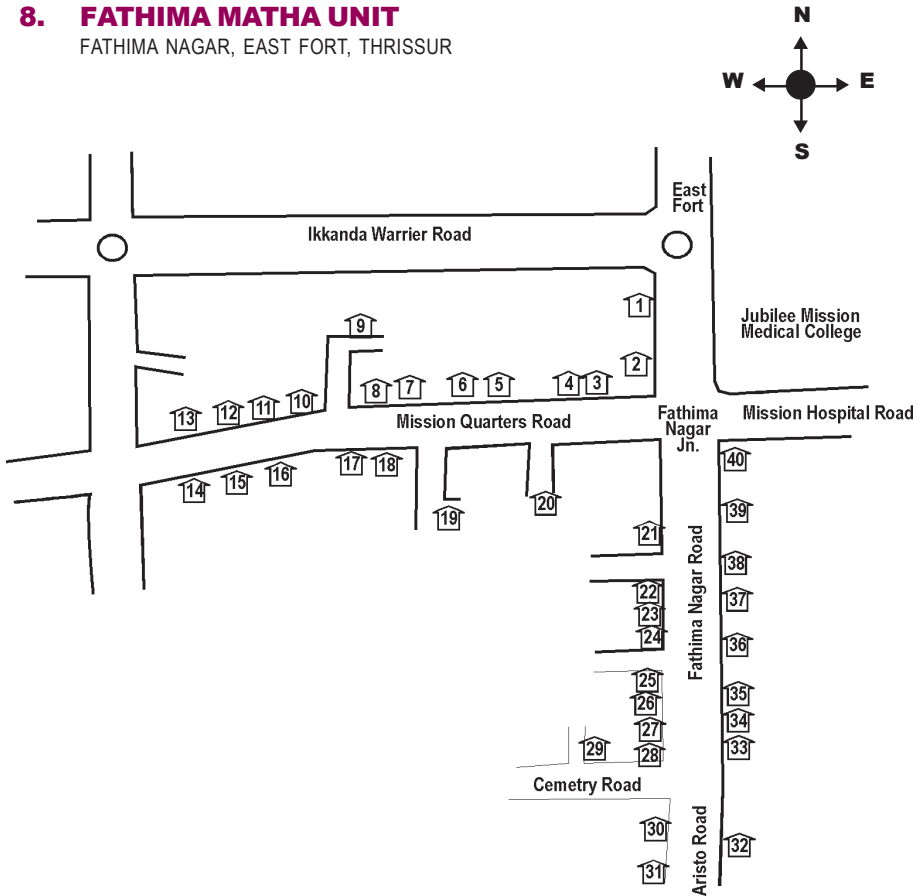 8. FATHIMA MATHA UNIT
FATHIMA NAGAR, EAST FORT, THRISSUR
N
W E
S
East
Fort
Ikkanda Warrier Road
1
Jubilee Mission
Medical College
9
2
8 7 6 5 4 3
13 12 11 10
Mission Quarters Road
Fathima
Nagar
Jn.
Mission Hospital Road
14 15 16 17 18
40
19
20
39
21
38
22
37
23
24
36
Fathima Nagar Road
25
35
26
34
27
33
29
28
Cemetry Road
30
32
31
Aristo Road